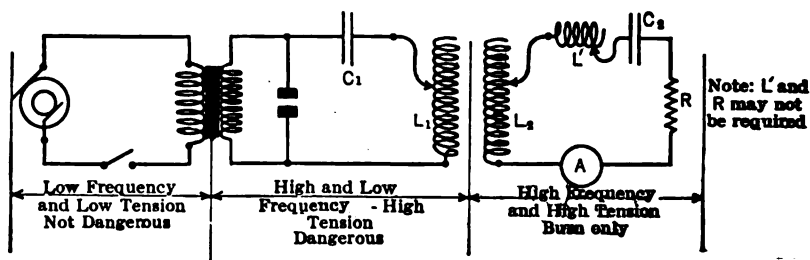 C₁
L₁
L₂
L'
C₂
R
A
Note: L' and
R may not
be required
Low Frequency
and Low Tension
Not Dangerous
High and Low
Frequency - High
Tension
Dangerous
High Frequency
and High Tension
Burn only